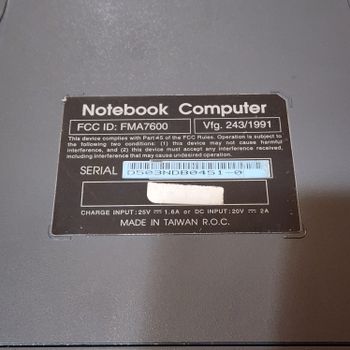 Notebook Computer
FCC ID: FMA7600 Vfg. 243/1991
This device complies with Part 45 of the FCC Rules. Operation is subject to
the following two conditions: (1) this device may not cause harmful
interference, and (2) this device must accept any interference received,
including interference that may cause undesired operation.
SERIAL D503NDB0451-0
CHARGE INPUT: 25V ⎓ 1.6A or DC INPUT: 20V ⎓ 2A
MADE IN TAIWAN R.O.C.